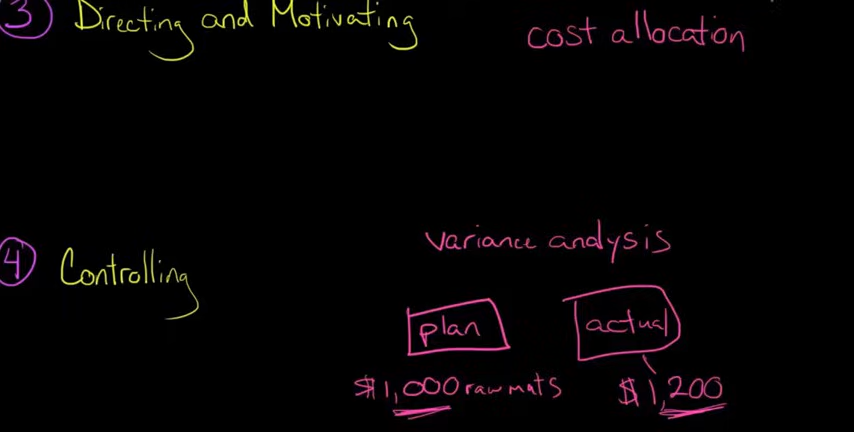 3 Directing and Motivating cost allocation
variance analysis
4 Controlling
plan actual
$1,000 raw mats $1,200